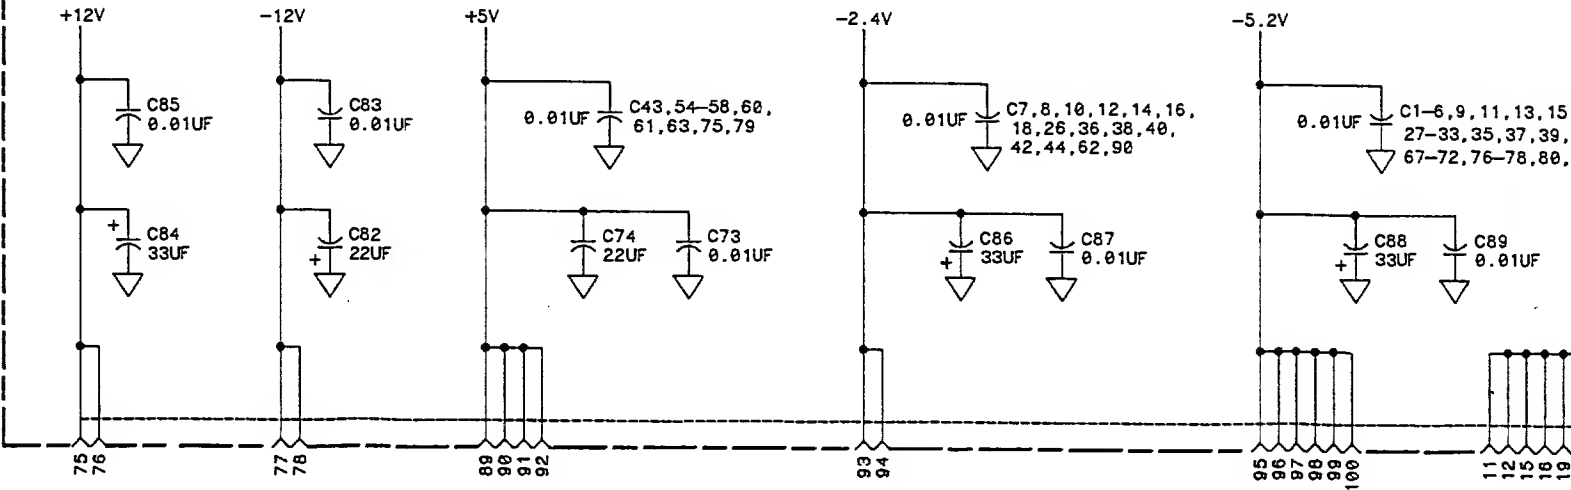 +12V
-12V
+5V
-2.4V
-5.2V
C85
0.01UF
C83
0.01UF
0.01UF
C43,54-58,60,
61,63,75,79
0.01UF
C7,8,10,12,14,16,
18,26,36,38,40,
42,44,62,90
0.01UF
C1-6,9,11,13,15
27-33,35,37,39,
67-72,76-78,80,
+
C84
33UF
C82
22UF
+
C74
22UF
C73
0.01UF
C86
33UF
+
C87
0.01UF
C88
33UF
+
C89
0.01UF
75
76
77
78
89
90
91
92
93
94
95
96
97
98
99
100
11
12
15
16
19